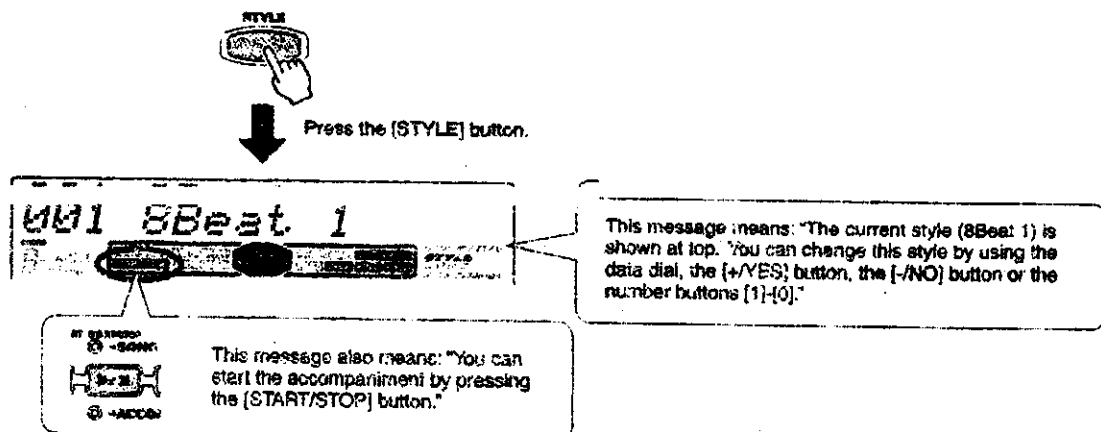 STYLE
Press the [STYLE] button.
001 8Beat 1
STYLE
This message means: "The current style (8Beat 1) is
shown at top. You can change this style by using the
data dial, the [+/YES] button, the [-/NO] button or the
number buttons [1]-[0]."
This message also means: "You can
start the accompaniment by pressing
the [START/STOP] button."